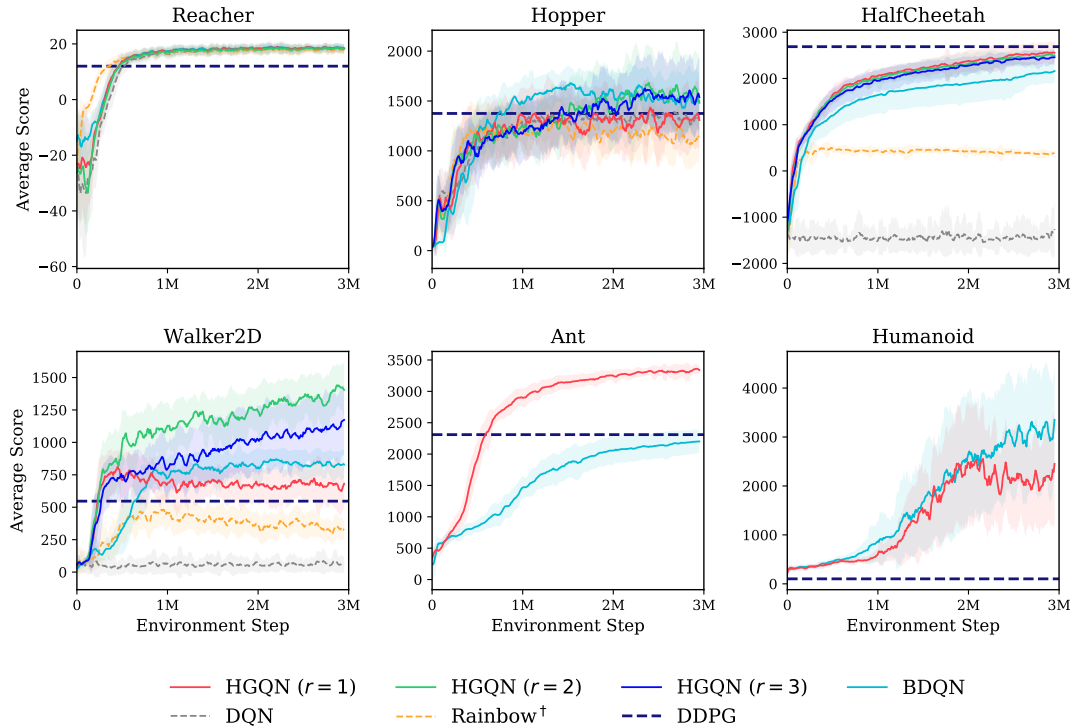 Reacher
Hopper
HalfCheetah
Average Score
20
0
−20
−40
−60
0
1M
2M
3M
2000
1500
1000
500
0
0
1M
2M
3M
3000
2000
1000
0
−1000
−2000
0
1M
2M
3M
Walker2D
Ant
Humanoid
Average Score
1500
1250
1000
750
500
250
0
0
1M
2M
3M
Environment Step
3500
3000
2500
2000
1500
1000
500
0
0
1M
2M
3M
Environment Step
4000
3000
2000
1000
0
0
1M
2M
3M
Environment Step
HGQN (r = 1)
HGQN (r = 2)
HGQN (r = 3)
BDQN
DQN
Rainbow†
DDPG